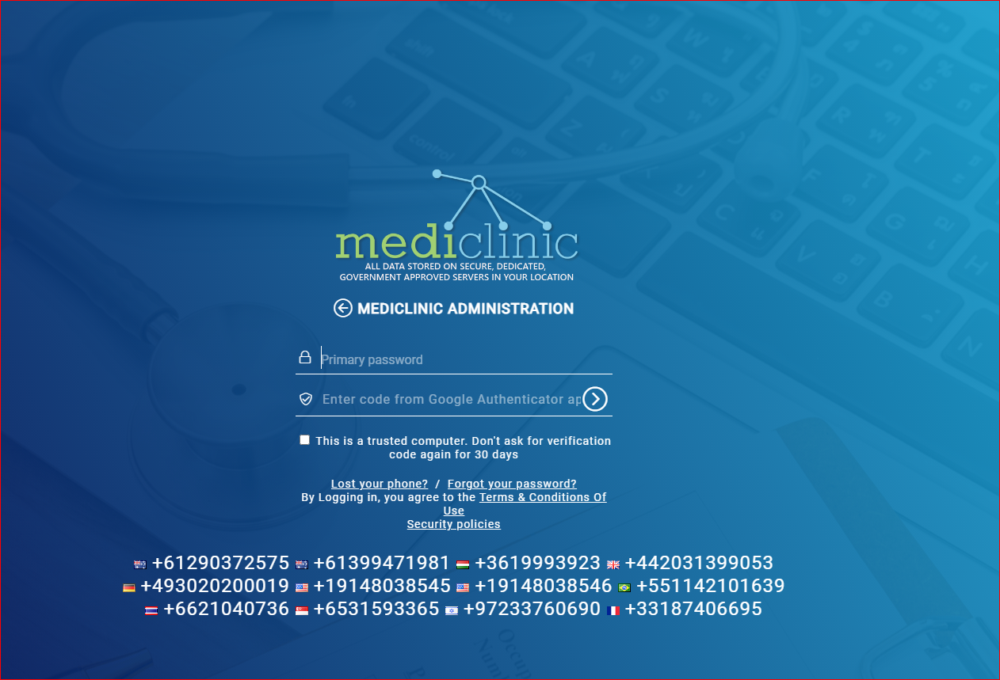 mediclinic
ALL DATA STORED ON SECURE, DEDICATED,
GOVERNMENT APPROVED SERVERS IN YOUR LOCATION
MEDICLINIC ADMINISTRATION
Primary password
Enter code from Google Authenticator ap
This is a trusted computer. Don't ask for verification
code again for 30 days
Lost your phone? / Forgot your password?
By Logging in, you agree to the Terms & Conditions Of
Use
Security policies
+61290372575 +61399471981 +3619993923 +442031399053
+493020200019 +19148038545 +19148038546 +551142101639
+6621040736 +6531593365 +97233760690 +33187406695